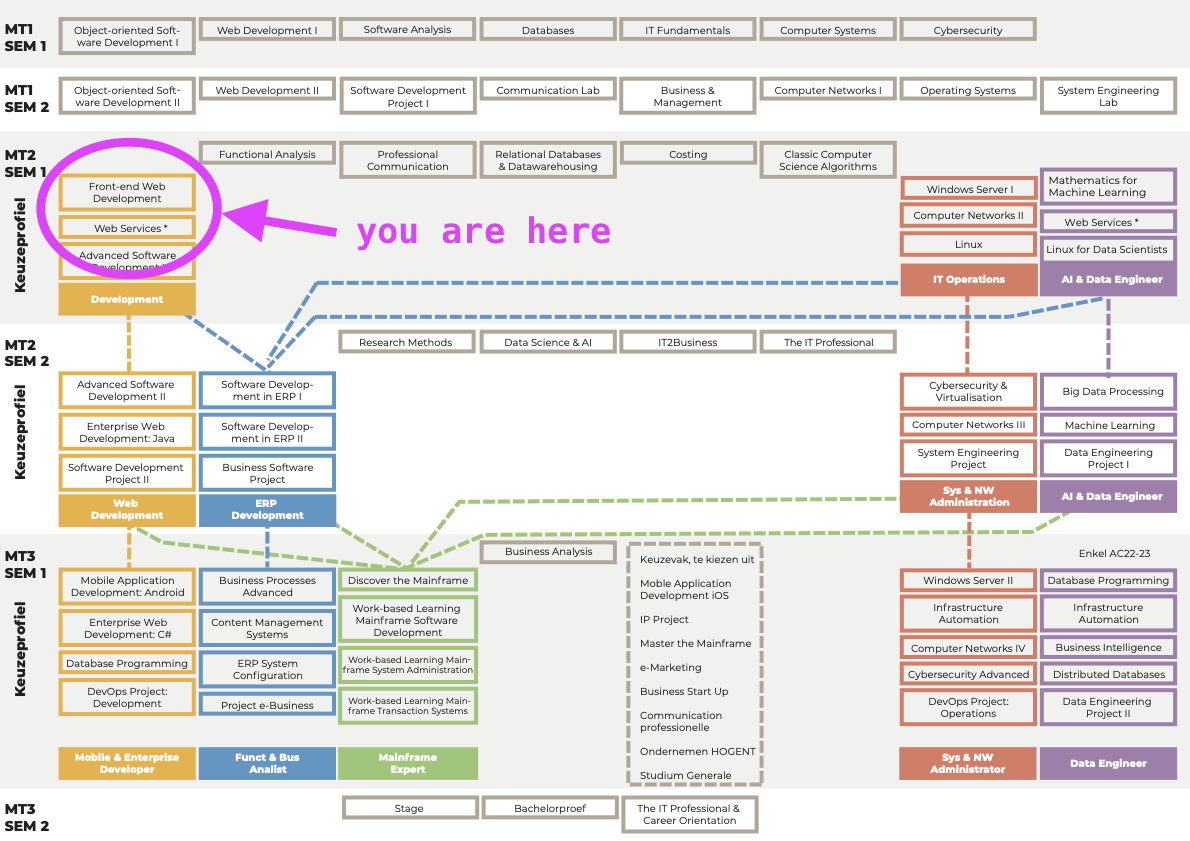 MT1
SEM 1
Object-oriented Soft-
ware Development I
Web Development I
Software Analysis
Databases
IT Fundamentals
Computer Systems
Cybersecurity
MT1
SEM 2
Object-oriented Soft-
ware Development II
Web Development II
Software Development
Project I
Communication Lab
Business &
Management
Computer Networks I
Operating Systems
System Engineering
Lab
MT2
SEM 1
Functional Analysis
Professional
Communication
Relational Databases
& Datawarehousing
Costing
Classic Computer
Science Algorithms
Keuzeprofiel
Front-end Web
Development
Web Services *
Advanced Software
Development
Development
you are here
Windows Server I
Computer Networks II
Linux
IT Operations
Mathematics for
Machine Learning
Web Services *
Linux for Data Scientists
AI & Data Engineer
MT2
SEM 2
Research Methods
Data Science & AI
IT2Business
The IT Professional
Keuzeprofiel
Advanced Software
Development II
Enterprise Web
Development: Java
Software Development
Project II
Web
Development
Software Develop-
ment in ERP I
Software Develop-
ment in ERP II
Business Software
Project
ERP
Development
Cybersecurity &
Virtualisation
Computer Networks III
System Engineering
Project
Sys & NW
Administration
Big Data Processing
Machine Learning
Data Engineering
Project I
AI & Data Engineer
MT3
SEM 1
Business Analysis
Keuzeprofiel
Mobile Application
Development: Android
Enterprise Web
Development: C#
Database Programming
DevOps Project:
Development
Mobile & Enterprise
Developer
Business Processes
Advanced
Content Management
Systems
ERP System
Configuration
Project e-Business
Funct & Bus
Analist
Discover the Mainframe
Work-based Learning
Mainframe Software
Development
Work-based Learning Main-
frame System Administration
Work-based Learning Main-
frame Transaction Systems
Mainframe
Expert
Keuzevak, te kiezen uit
Moble Application
Development iOS
IP Project
Master the Mainframe
e-Marketing
Business Start Up
Communication
professionelle
Ondernemen HOGENT
Studium Generale
Windows Server II
Infrastructure
Automation
Computer Networks IV
Cybersecurity Advanced
DevOps Project:
Operations
Sys & NW
Administrator
Enkel AC22-23
Database Programming
Infrastructure
Automation
Business Intelligence
Distributed Databases
Data Engineering
Project II
Data Engineer
MT3
SEM 2
Stage
Bachelorproef
The IT Professional &
Career Orientation